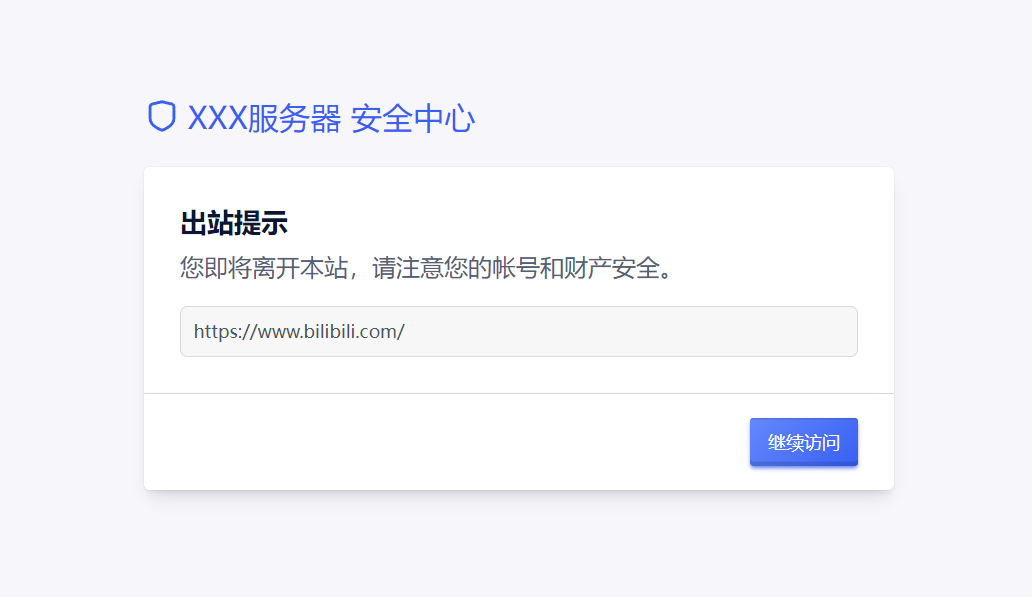 XXX服务器 安全中心
出站提示
您即将离开本站，请注意您的帐号和财产安全。
https://www.bilibili.com/
继续访问